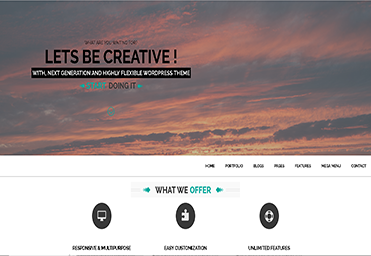 WHAT ARE YOU WAITING FOR?
LETS BE CREATIVE !
WITH, NEXT GENERATION AND HIGHLY FLEXIBLE WORDPRESS THEME
DOING IT
HOME PORTFOLIO BLOGS PAGES FEATURES MEGA MENU CONTACT
WHAT WE OFFER
RESPONSIVE & MULTIPURPOSE EASY CUSTOMIZATION UNLIMITED FEATURES